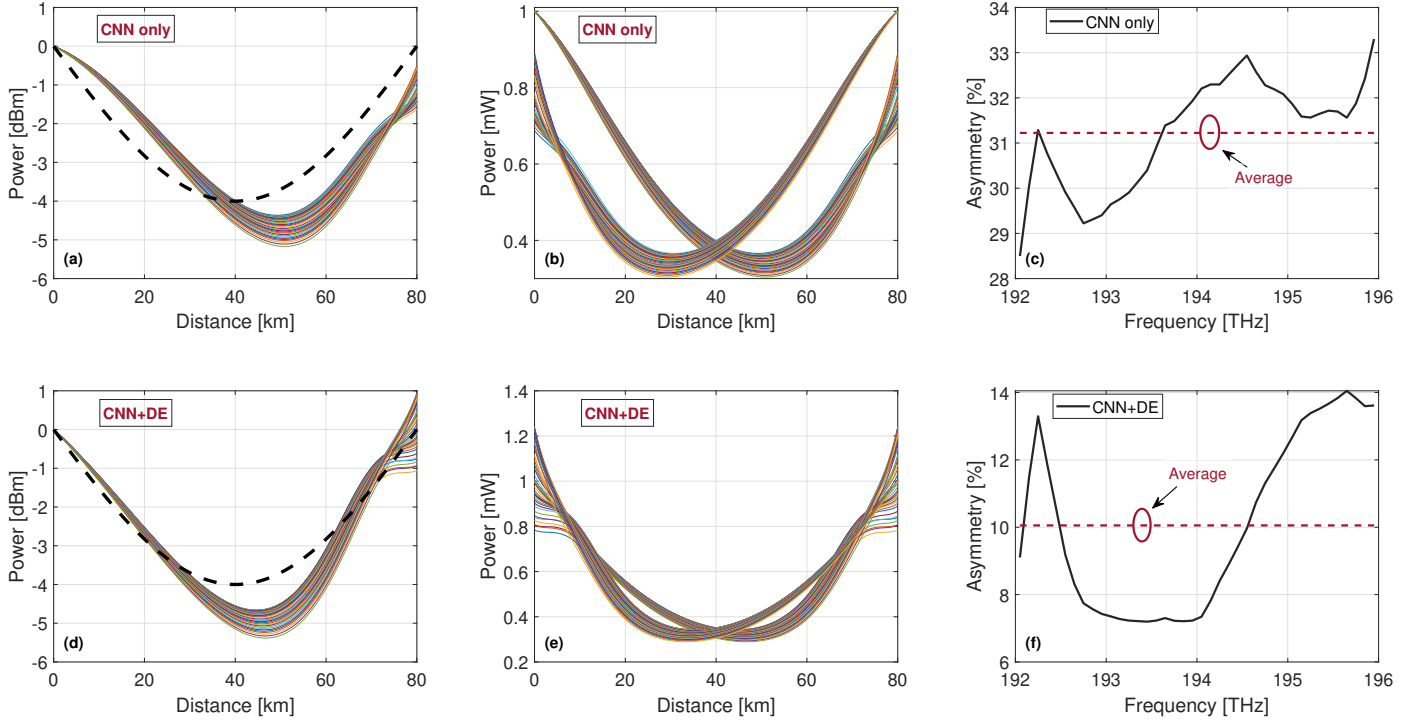 CNN only
1
0
-1
-2
-3
-4
-5
-6
Power [dBm]
(a)
0 20 40 60 80
Distance [km]
CNN only
1
0.8
0.6
0.4
Power [mW]
(b)
0 20 40 60 80
Distance [km]
CNN only
34
33
32
31
30
29
28
Asymmetry [%]
Average
(c)
192 193 194 195 196
Frequency [THz]
CNN+DE
1
0
-1
-2
-3
-4
-5
-6
Power [dBm]
(d)
0 20 40 60 80
Distance [km]
CNN+DE
1.4
1.2
1
0.8
0.6
0.4
0.2
Power [mW]
(e)
0 20 40 60 80
Distance [km]
CNN+DE
14
12
10
8
6
Asymmetry [%]
Average
(f)
192 193 194 195 196
Frequency [THz]